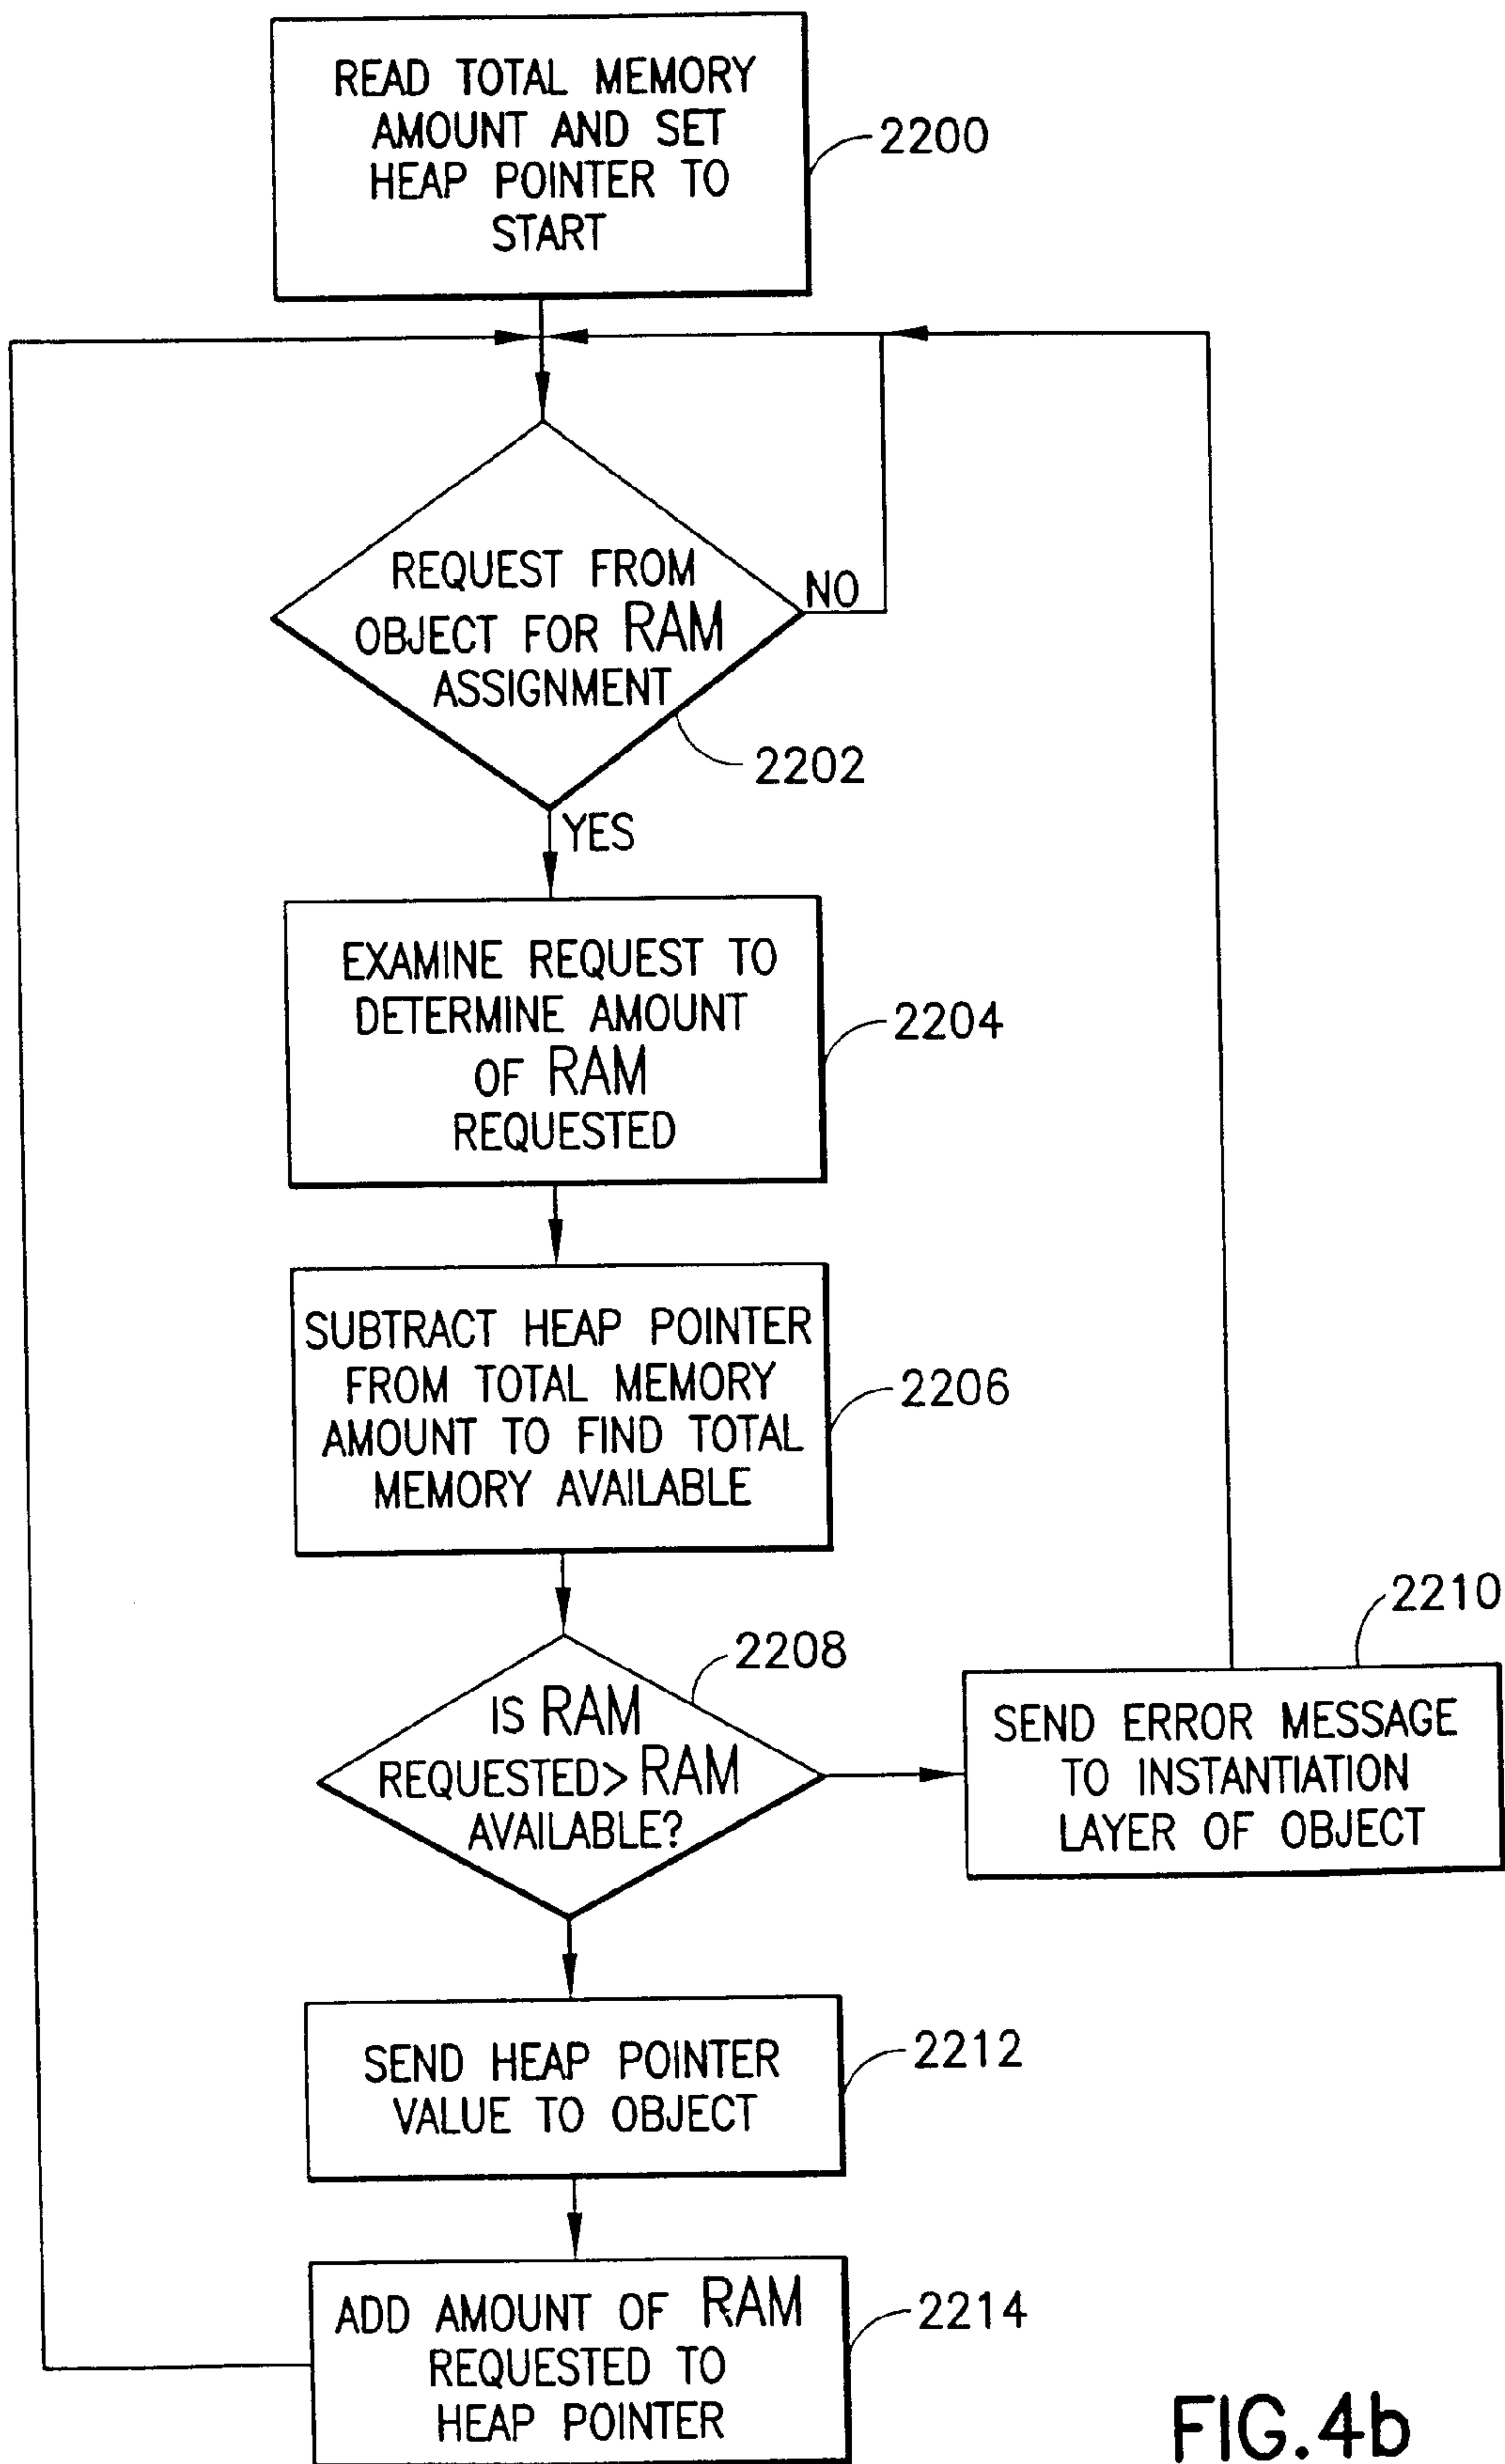 READ TOTAL MEMORY
AMOUNT AND SET
HEAP POINTER TO
START
2200
REQUEST FROM
OBJECT FOR RAM
ASSIGNMENT
NO
2202
YES
EXAMINE REQUEST TO
DETERMINE AMOUNT
OF RAM
REQUESTED
2204
SUBTRACT HEAP POINTER
FROM TOTAL MEMORY
AMOUNT TO FIND TOTAL
MEMORY AVAILABLE
2206
IS RAM
REQUESTED> RAM
AVAILABLE?
2208
2210
SEND ERROR MESSAGE
TO INSTANTIATION
LAYER OF OBJECT
SEND HEAP POINTER
VALUE TO OBJECT
2212
ADD AMOUNT OF RAM
REQUESTED TO
HEAP POINTER
2214
FIG.4b